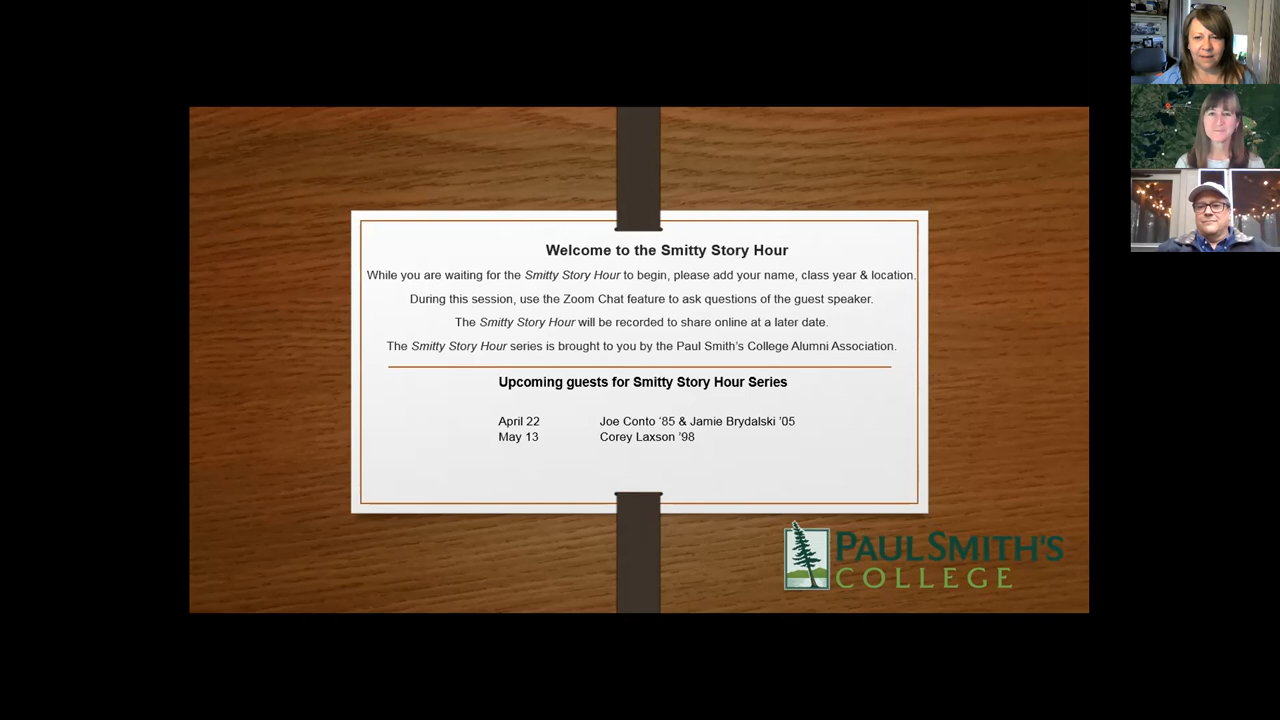 Welcome to the Smitty Story Hour
While you are waiting for the Smitty Story Hour to begin, please add your name, class year & location.
During this session, use the Zoom Chat feature to ask questions of the guest speaker.
The Smitty Story Hour will be recorded to share online at a later date.
The Smitty Story Hour series is brought to you by the Paul Smith's College Alumni Association.
Upcoming guests for Smitty Story Hour Series
April 22 Joe Conto ‘85 & Jamie Brydalski ’05
May 13 Corey Laxson ’98
PAUL SMITH'S
COLLEGE